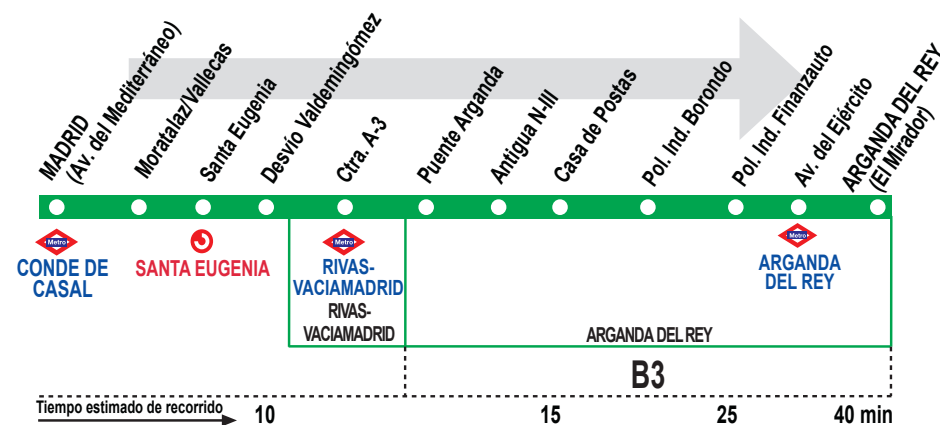 MADRID
(Av. del Mediterráneo)
Moratalaz/Vallecas
Santa Eugenia
Desvío Valdemingómez
Ctra. A-3
Puente Arganda
Antigua N-III
Casa de Postas
Pol. Ind. Borondo
Pol. Ind. Finanzauto
Av. del Ejército
ARGANDA DEL REY
(El Mirador)
Metro
CONDE DE
CASAL
SANTA EUGENIA
Metro
RIVAS-
VACIAMADRID
RIVAS-
VACIAMADRID
Metro
ARGANDA
DEL REY
ARGANDA DEL REY
B3
Tiempo estimado de recorrido
10
15
25
40 min